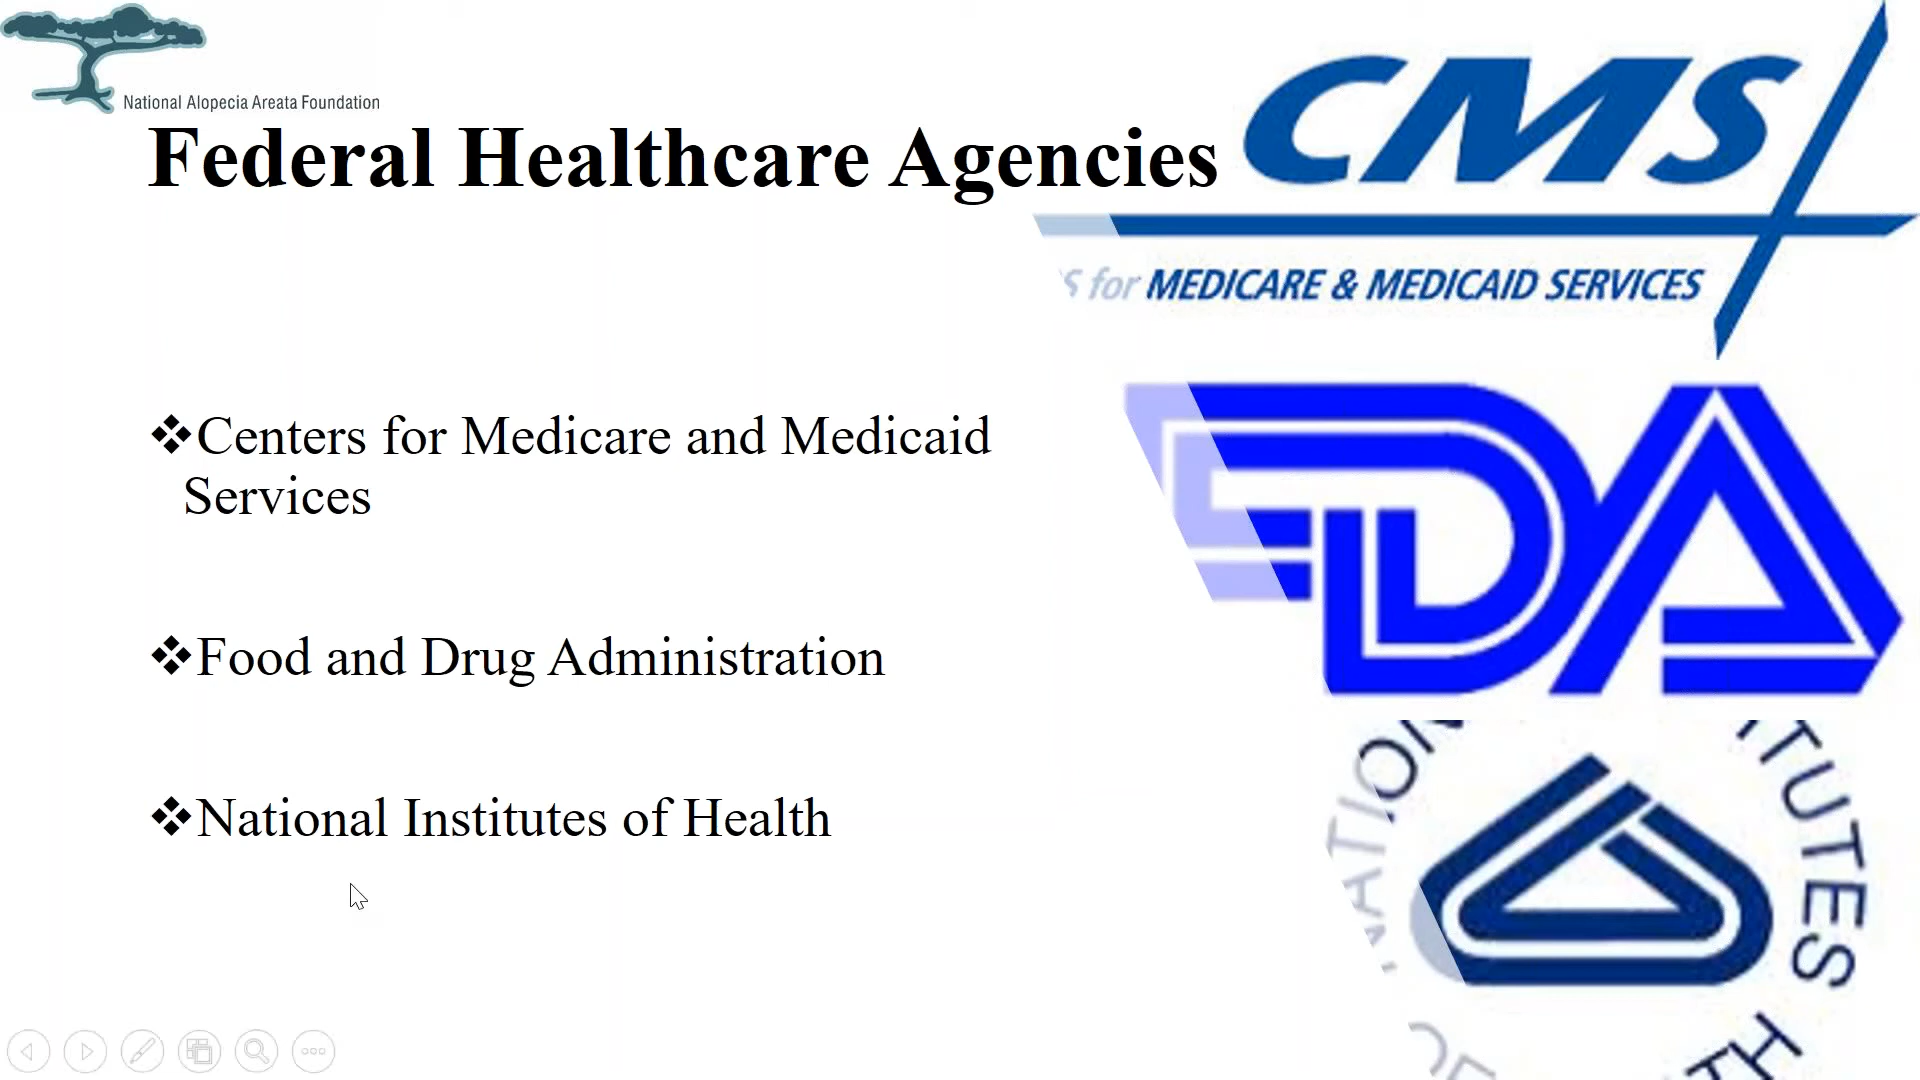 National Alopecia Areata Foundation
Federal Healthcare Agencies
CMS
S for MEDICARE & MEDICAID SERVICES
❖Centers for Medicare and Medicaid
Services
FDA
❖Food and Drug Administration
❖National Institutes of Health